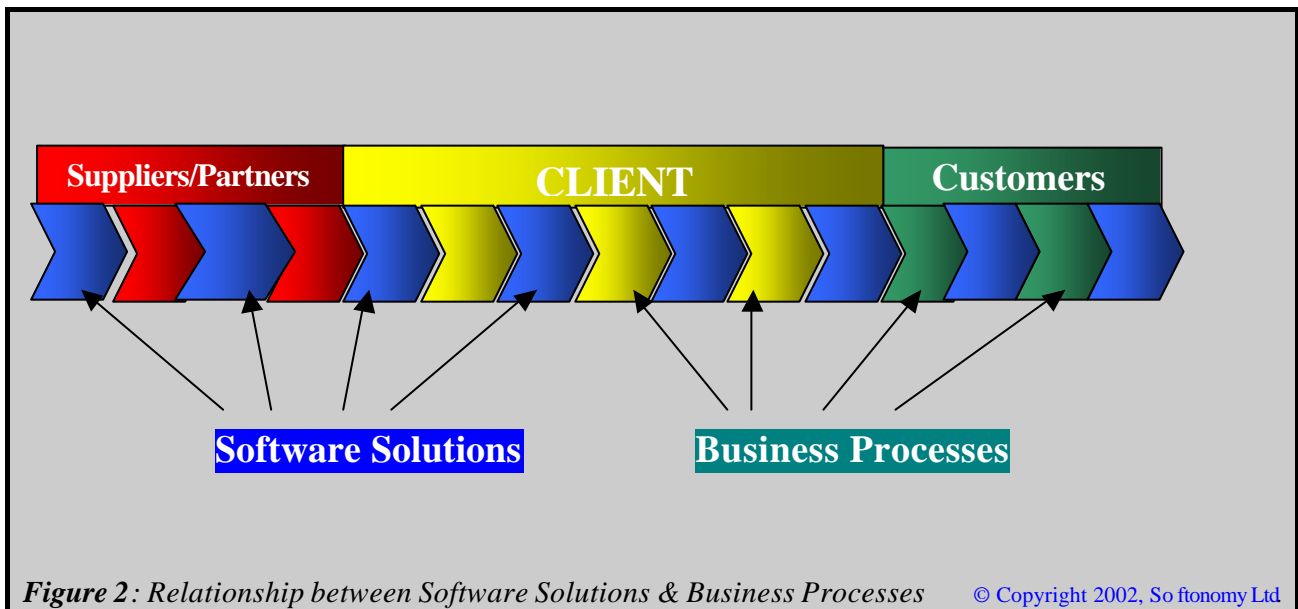 Suppliers/Partners CLIENT Customers
Software Solutions Business Processes
Figure 2: Relationship between Software Solutions & Business Processes © Copyright 2002, So ftonomy Ltd.